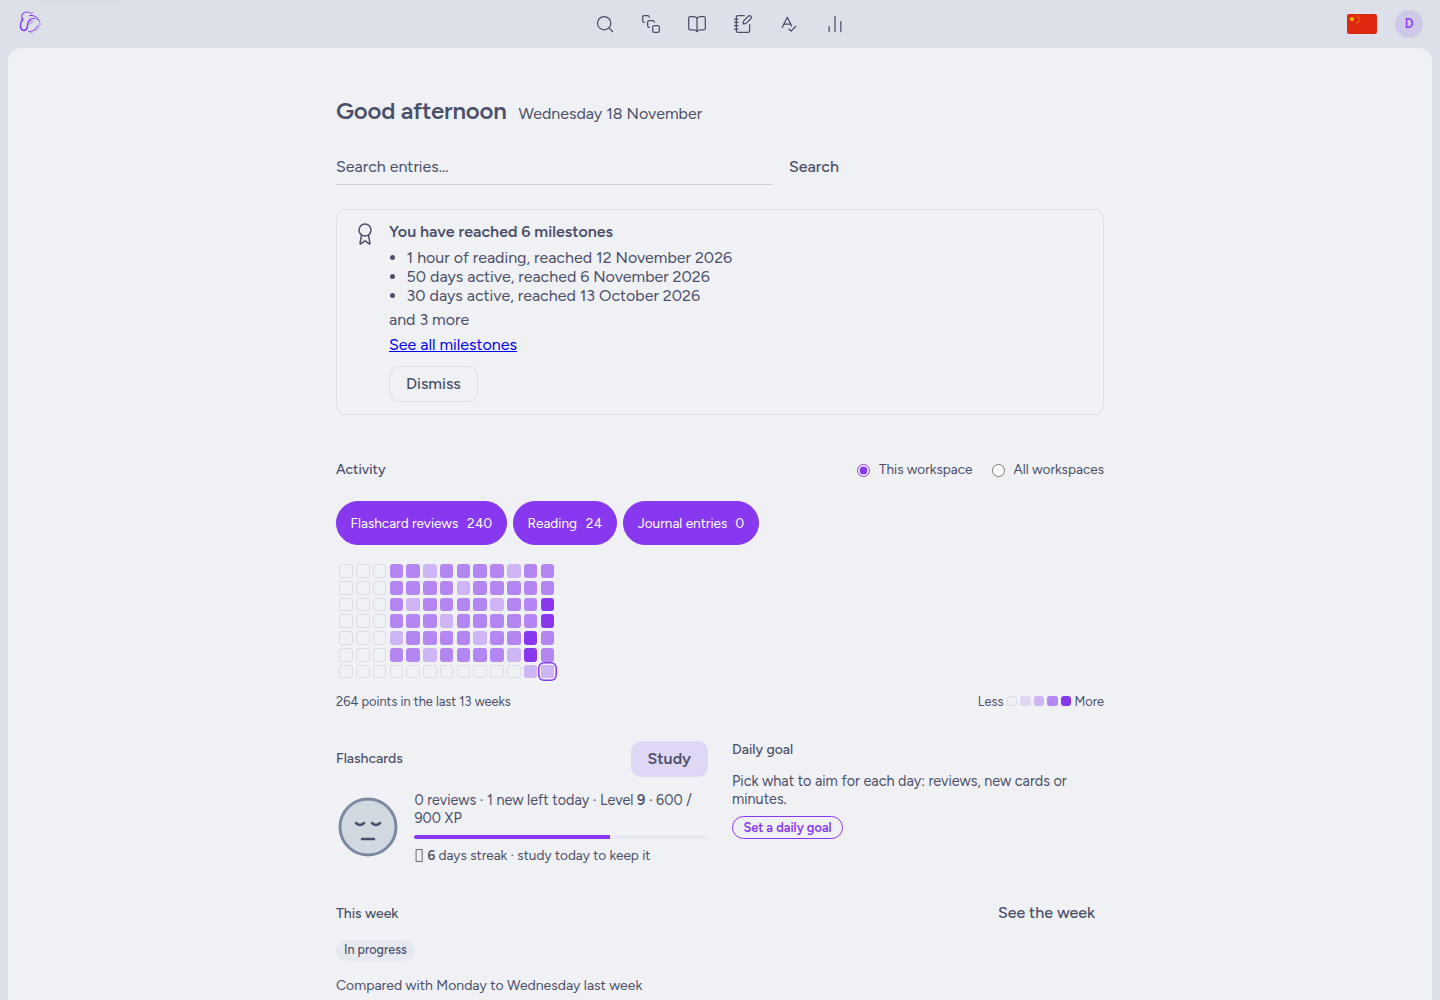 D
Good afternoon Wednesday 18 November
Search entries... Search
You have reached 6 milestones
1 hour of reading, reached 12 November 2026
50 days active, reached 6 November 2026
30 days active, reached 13 October 2026
and 3 more
See all milestones
Dismiss
Activity This workspace All workspaces
Flashcard reviews 240 Reading 24 Journal entries 0
264 points in the last 13 weeks Less More
Flashcards Study
0 reviews · 1 new left today · Level 9 · 600 /
900 XP
6 days streak · study today to keep it
Daily goal
Pick what to aim for each day: reviews, new cards or
minutes.
Set a daily goal
This week See the week
In progress
Compared with Monday to Wednesday last week